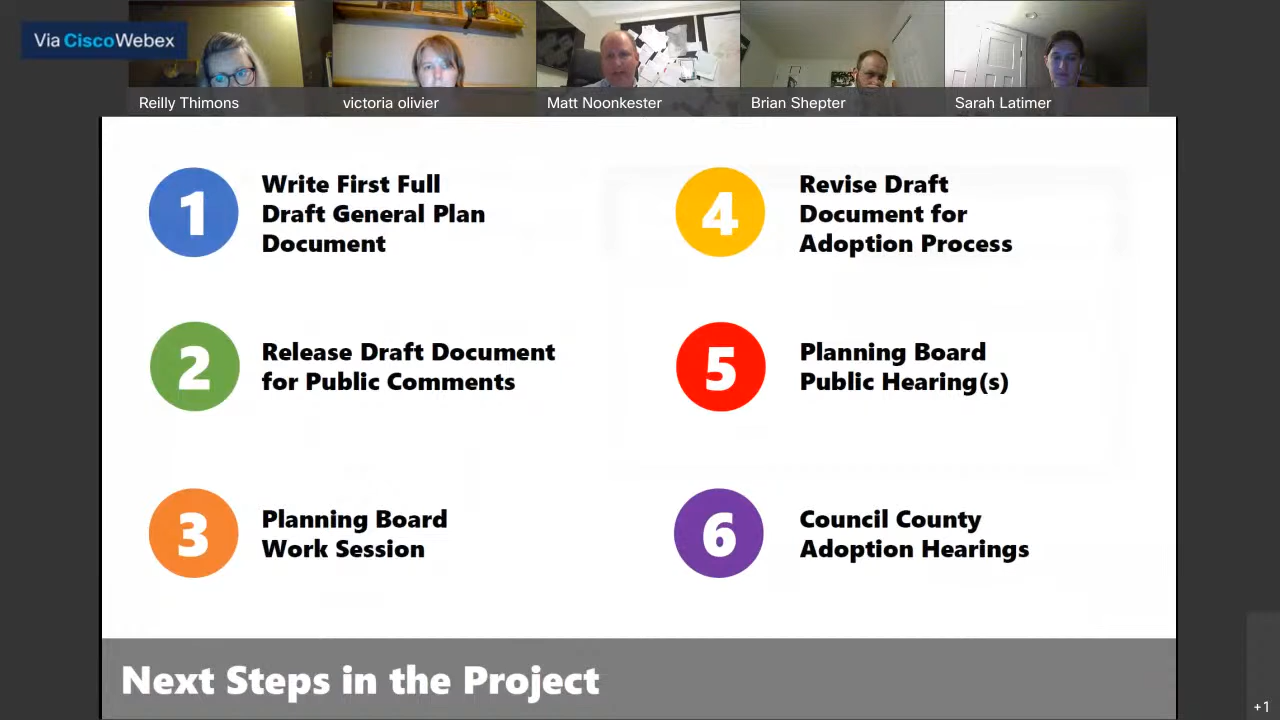 Via CiscoWebex
Reilly Thimons
victoria olivier
Matt Noonkester
Brian Shepter
Sarah Latimer
1
Write First Full
Draft General Plan
Document
2
Release Draft Document
for Public Comments
3
Planning Board
Work Session
4
Revise Draft
Document for
Adoption Process
5
Planning Board
Public Hearing(s)
6
Council County
Adoption Hearings
Next Steps in the Project
+1